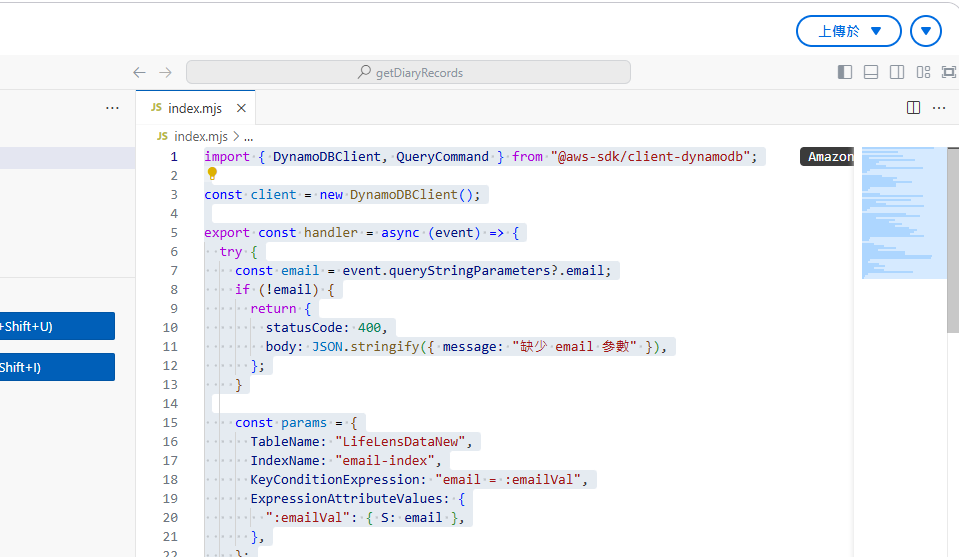 上傳於
getDiaryRecords
JS index.mjs
JS index.mjs > ...
1 import { DynamoDBClient, QueryCommand } from "@aws-sdk/client-dynamodb";
Amazon
2
3 const client = new DynamoDBClient();
4
5 export const handler = async (event) => {
6 try {
7 const email = event.queryStringParameters?.email;
8 if (!email) {
9 return {
10 statusCode: 400,
11 body: JSON.stringify({ message: "缺少 email 參數" }),
12 };
13 }
14
15 const params = {
16 TableName: "LifeLensDataNew",
17 IndexName: "email-index",
18 KeyConditionExpression: "email = :emailVal",
19 ExpressionAttributeValues: {
20 ":emailVal": { S: email },
21 },
22 };
+Shift+U)
Shift+I)